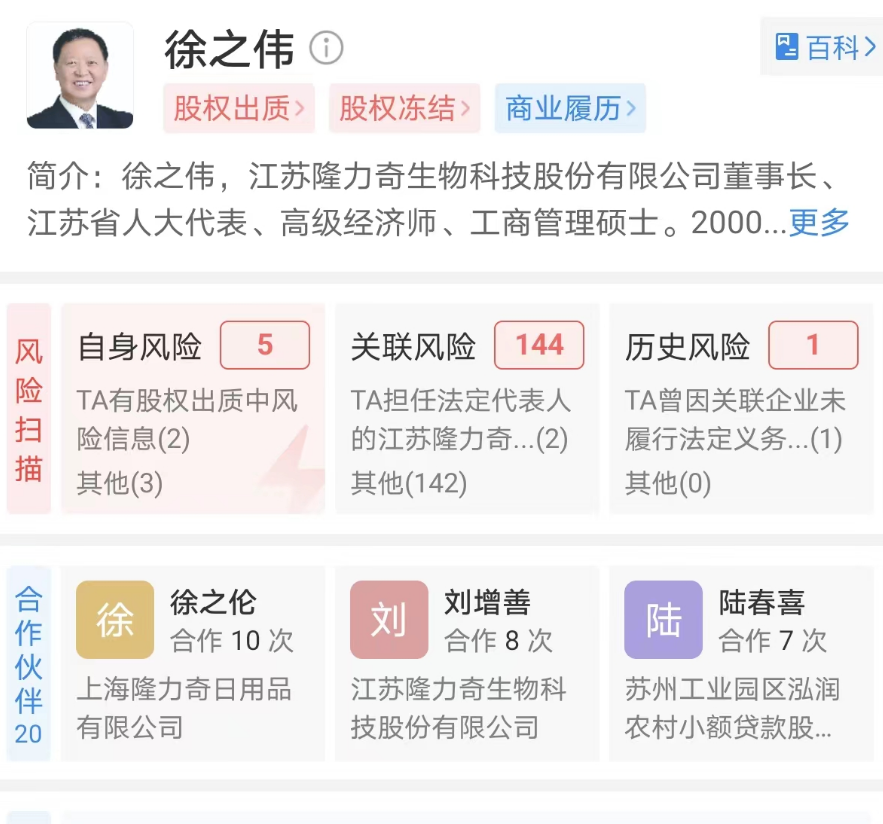 徐之伟
百科
股权出质
股权冻结
商业履历
简介：徐之伟，江苏隆力奇生物科技股份有限公司董事长、
江苏省人大代表、高级经济师、工商管理硕士。2000...更多
风险扫描
自身风险 5
TA有股权出质中风
险信息(2)
其他(3)
关联风险 144
TA担任法定代表人
的江苏隆力奇...(2)
其他(142)
历史风险 1
TA曾因关联企业未
履行法定义务...(1)
其他(0)
合作伙伴20
徐
徐之伦
合作 10 次
上海隆力奇日用品
有限公司
刘
刘增善
合作 8 次
江苏隆力奇生物科
技股份有限公司
陆
陆春喜
合作 7 次
苏州工业园区泓润
农村小额贷款股...